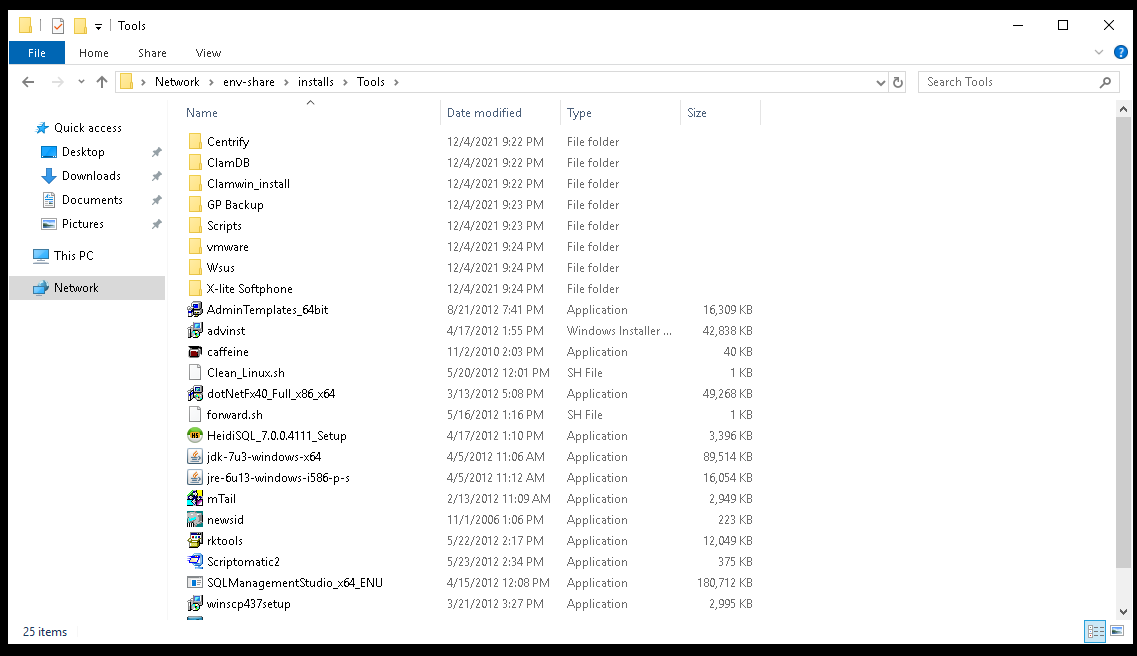 Tools
File Home Share View
Network env-share installs Tools Search Tools
Name Date modified Type Size
Quick access
Desktop
Downloads
Documents
Pictures
This PC
Network
Centrify 12/4/2021 9:22 PM File folder
ClamDB 12/4/2021 9:22 PM File folder
Clamwin_install 12/4/2021 9:22 PM File folder
GP Backup 12/4/2021 9:23 PM File folder
Scripts 12/4/2021 9:23 PM File folder
vmware 12/4/2021 9:24 PM File folder
Wsus 12/4/2021 9:24 PM File folder
X-lite Softphone 12/4/2021 9:24 PM File folder
AdminTemplates_64bit 8/21/2012 7:41 PM Application 16,309 KB
advinst 4/17/2012 1:55 PM Windows Installer ... 42,838 KB
caffeine 11/2/2010 2:03 PM Application 40 KB
Clean_Linux.sh 5/20/2012 12:01 PM SH File 1 KB
dotNetFx40_Full_x86_x64 3/13/2012 5:08 PM Application 49,268 KB
forward.sh 5/16/2012 1:16 PM SH File 1 KB
HeidiSQL_7.0.0.4111_Setup 4/17/2012 1:10 PM Application 3,396 KB
jdk-7u3-windows-x64 4/5/2012 11:06 AM Application 89,514 KB
jre-6u13-windows-i586-p-s 4/5/2012 11:12 AM Application 16,054 KB
mTail 2/13/2012 11:09 AM Application 2,949 KB
newsid 11/1/2006 1:06 PM Application 223 KB
rktools 5/22/2012 2:17 PM Application 12,049 KB
Scriptomatic2 5/23/2012 2:34 PM Application 375 KB
SQLManagementStudio_x64_ENU 4/15/2012 12:08 PM Application 180,712 KB
winscp437setup 3/21/2012 3:27 PM Application 2,995 KB
25 items